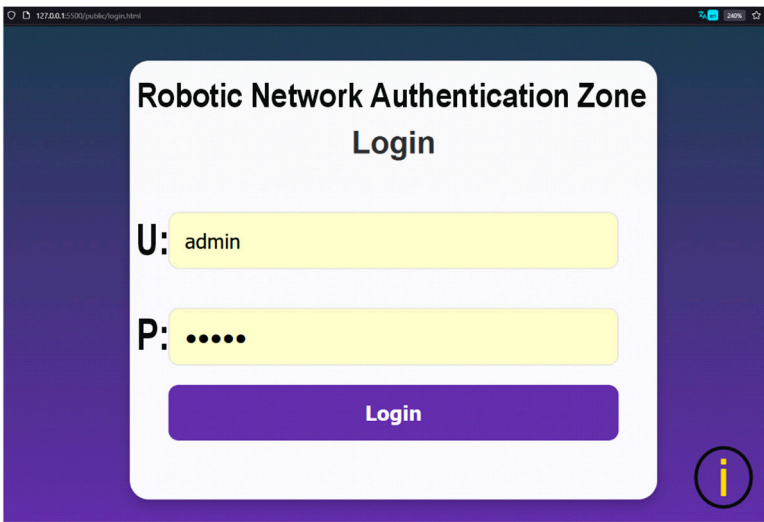 127.0.0.1:5500/public/login.html
240%
Robotic Network Authentication Zone
Login
U: admin
P: •••••
Login
i